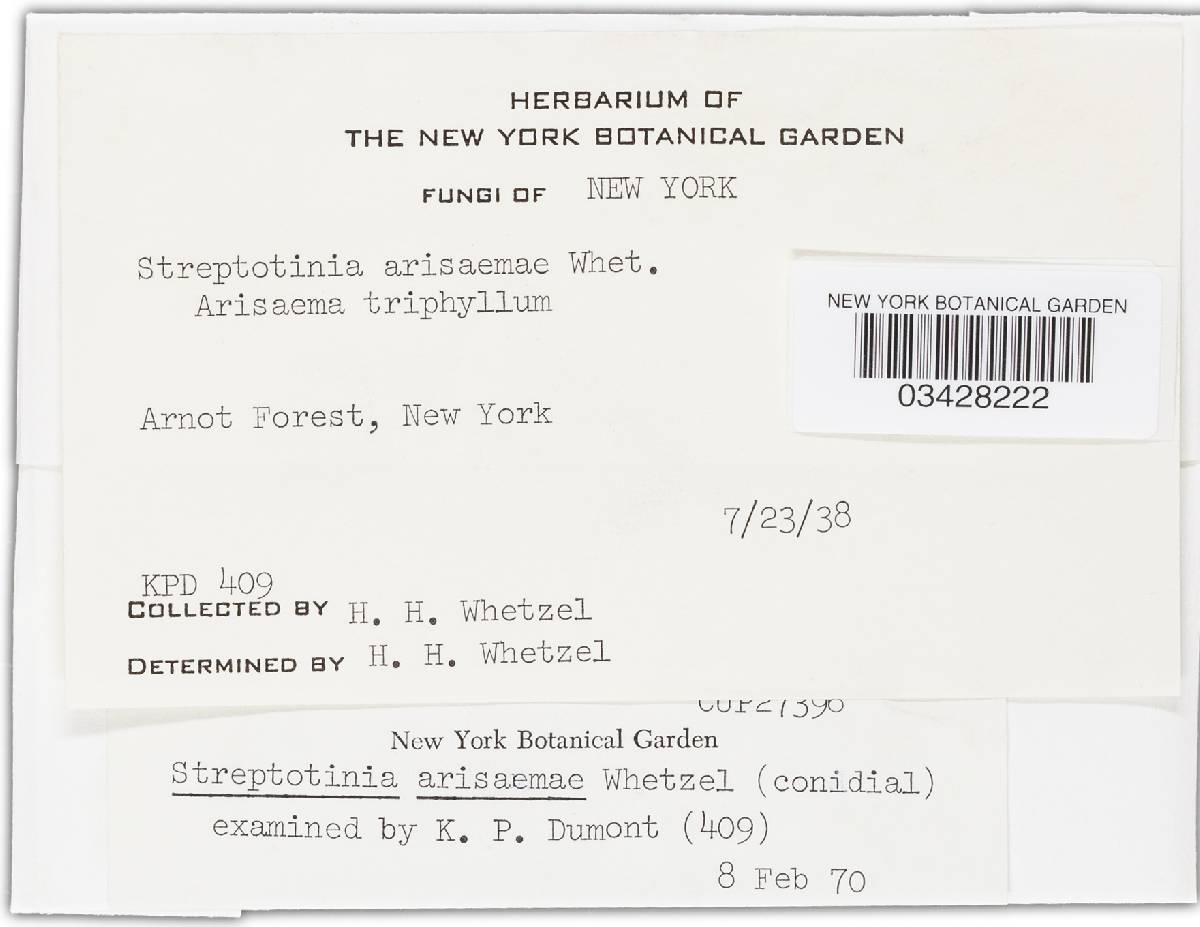 HERBARIUM OF
THE NEW YORK BOTANICAL GARDEN
FUNGI OF NEW YORK
Streptotinia arisaemae Whet.
Arisaema triphyllum
NEW YORK BOTANICAL GARDEN
03428222
Arnot Forest, New York
7/23/38
KPD 409
COLLECTED BY H. H. Whetzel
DETERMINED BY H. H. Whetzel
New York Botanical Garden
Streptotinia arisaemae Whetzel (conidial)
examined by K. P. Dumont (409)
8 Feb 70